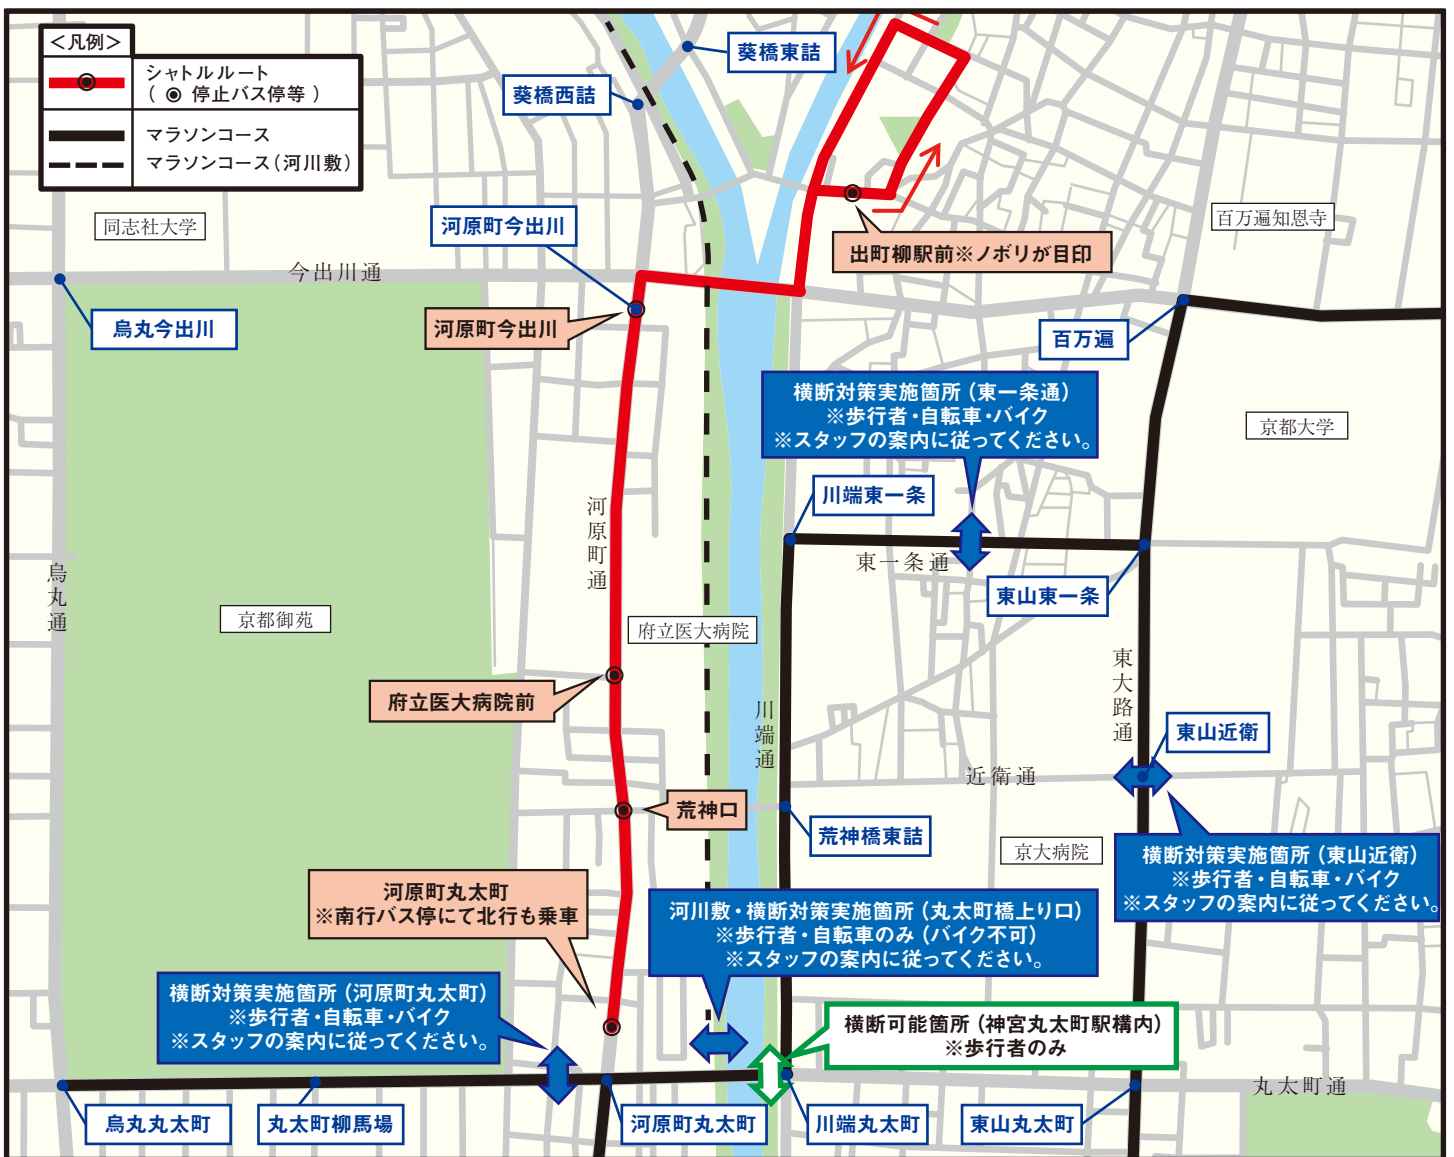 ＜凡例＞
シャトルルート
（ ◉ 停止バス停等 ）
マラソンコース
マラソンコース（河川敷）
葵橋東詰
葵橋西詰
同志社大学
河原町今出川
出町柳駅前※ノボリが目印
百万遍知恩寺
今出川通
烏丸今出川
河原町今出川
百万遍
横断対策実施箇所（東一条通）
※歩行者・自転車・バイク
※スタッフの案内に従ってください。
京都大学
川端東一条
河原町通
東一条通
烏丸通
東山東一条
京都御苑
府立医大病院
東大路通
府立医大病院前
川端通
東山近衛
近衛通
荒神口
荒神橋東詰
京大病院
横断対策実施箇所（東山近衛）
※歩行者・自転車・バイク
※スタッフの案内に従ってください。
河原町丸太町
※南行バス停にて北行も乗車
河川敷・横断対策実施箇所（丸太町橋上り口）
※歩行者・自転車のみ（バイク不可）
※スタッフの案内に従ってください。
横断対策実施箇所（河原町丸太町）
※歩行者・自転車・バイク
※スタッフの案内に従ってください。
横断可能箇所（神宮丸太町駅構内）
※歩行者のみ
丸太町通
烏丸丸太町
丸太町柳馬場
河原町丸太町
川端丸太町
東山丸太町